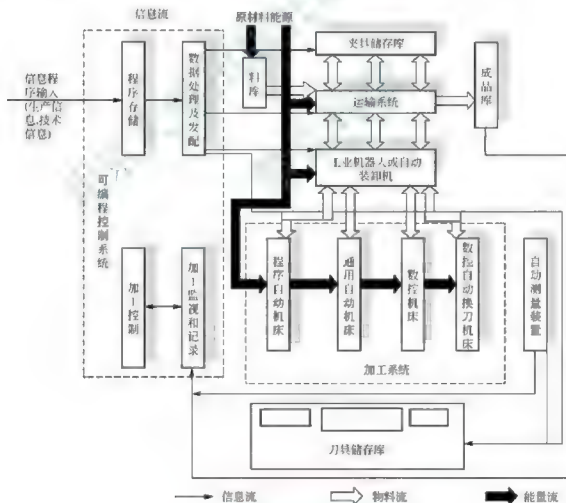 信息流
原材料能源
夹具储存库
信息程
序输入
(生产信
息,技术
信息)
程序存储
数据处理及发配
料库
运输系统
成品库
工业机器人或自动
装卸机
可编程控制系统
加工控制
加工监视和记录
程序自动机床
通用自动机床
数控机床
数控自动换刀机床
自动测量装置
加工系统
刀具储存库
信息流
物料流
能量流